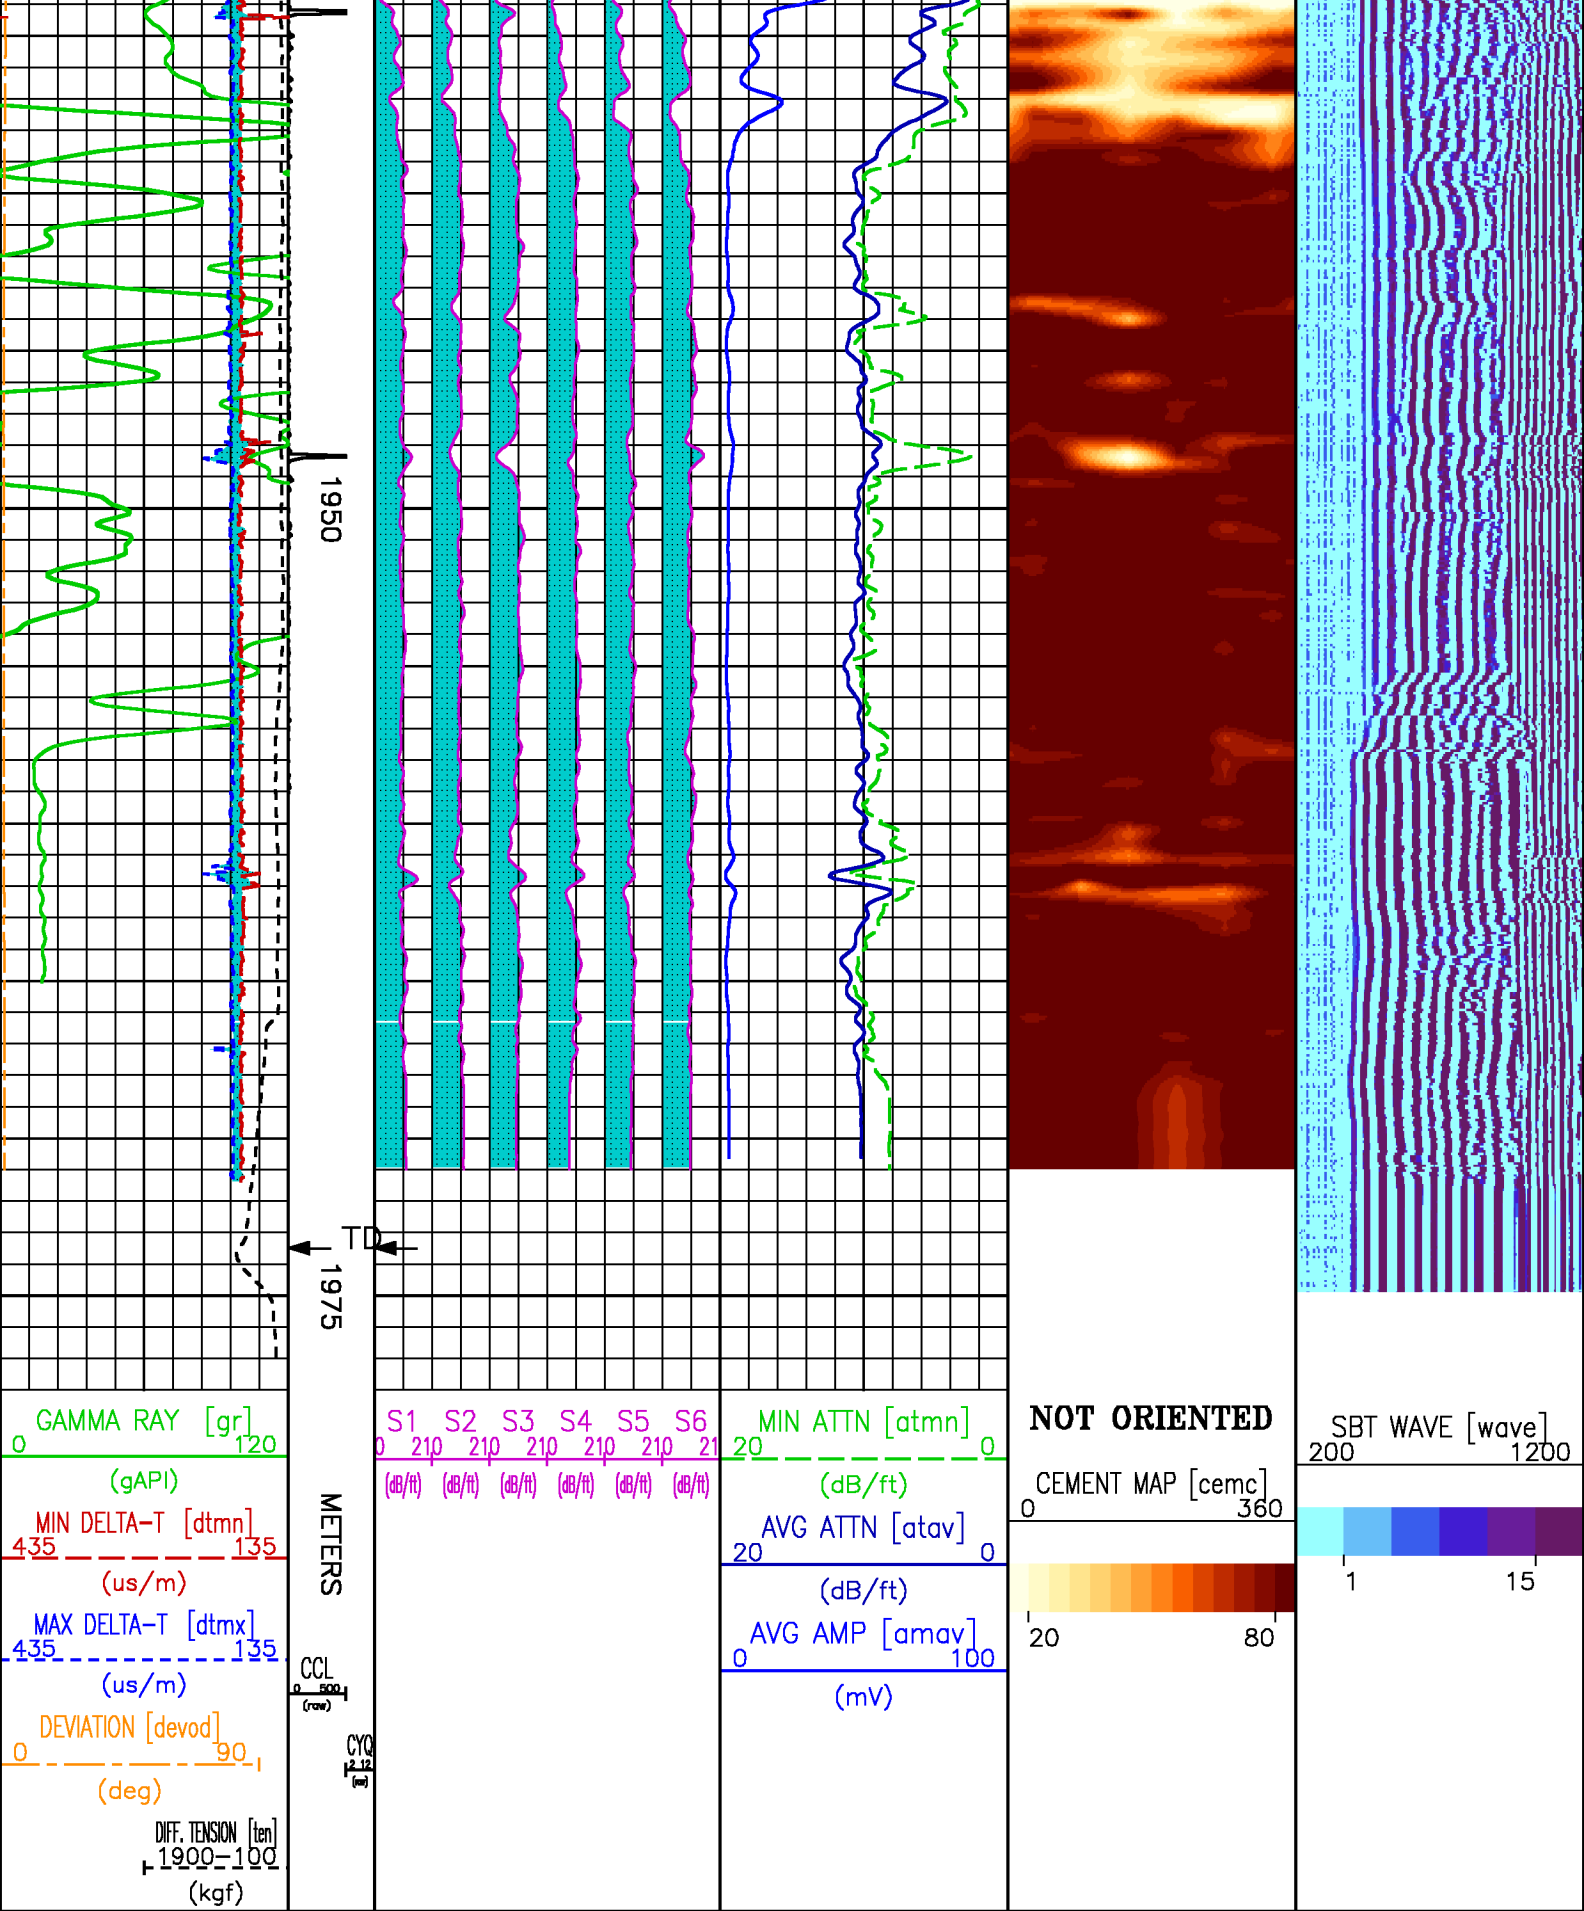 1950
TD
1975
GAMMA RAY [gr]
0 120
(gAPI)
MIN DELTA-T [dtmn]
435 135
(us/m)
MAX DELTA-T [dtmx]
435 135
(us/m)
DEVIATION [devod]
0 90
(deg)
DIFF. TENSION [ten]
1900-100
(kgf)
METERS
CCL
0 500
(raw)
CYQ
2 12
S1 S2 S3 S4 S5 S6
0 210 210 210 210 210 21
(dB/ft) (dB/ft) (dB/ft) (dB/ft) (dB/ft) (dB/ft)
MIN ATTN [atmn]
20 0
(dB/ft)
AVG ATTN [atav]
20 0
(dB/ft)
AVG AMP [amav]
0 100
(mV)
NOT ORIENTED
CEMENT MAP [cemc]
0 360
20 80
SBT WAVE [wave]
200 1200
1 15